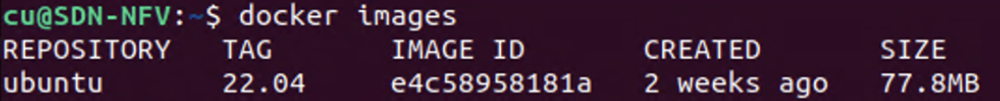 cu@SDN-NFV:~$ docker images
REPOSITORY TAG IMAGE ID CREATED SIZE
ubuntu 22.04 e4c58958181a 2 weeks ago 77.8MB